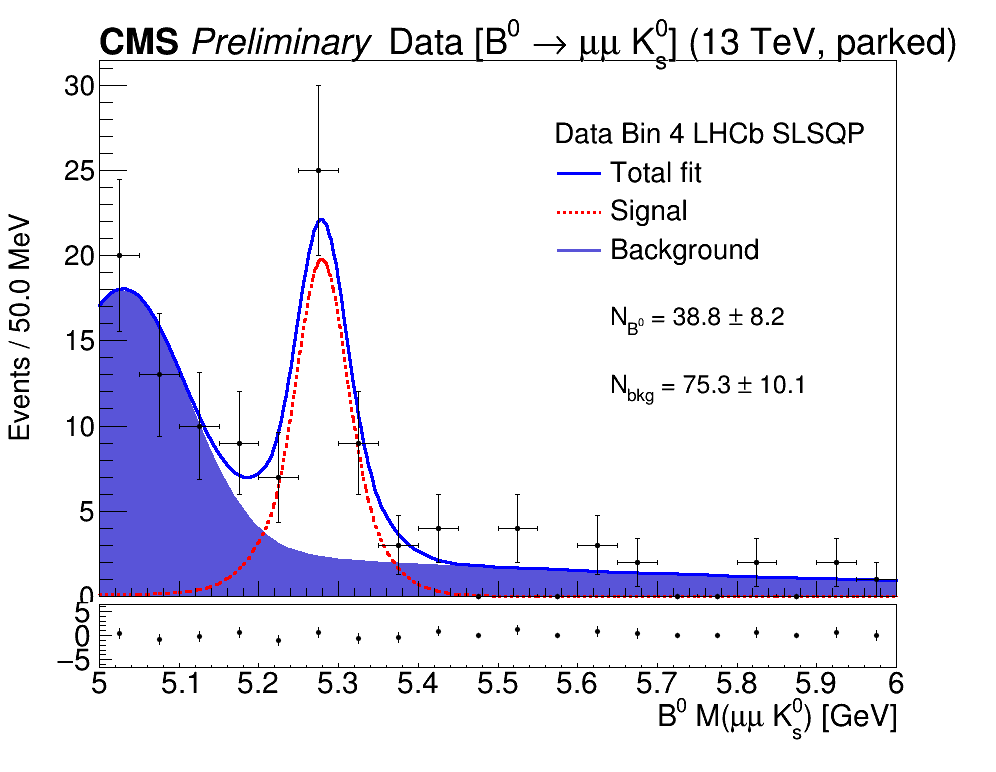 CMS Preliminary Data [B⁰ → μμ K⁰ₛ] (13 TeV, parked)
Events / 50.0 MeV
30
25
20
15
10
5
0
Data Bin 4 LHCb SLSQP
Total fit
Signal
Background
N_B⁰ = 38.8 ± 8.2
N_bkg = 75.3 ± 10.1
5
0
−5
5 5.1 5.2 5.3 5.4 5.5 5.6 5.7 5.8 5.9 6
B⁰ M(μμ K⁰ₛ) [GeV]